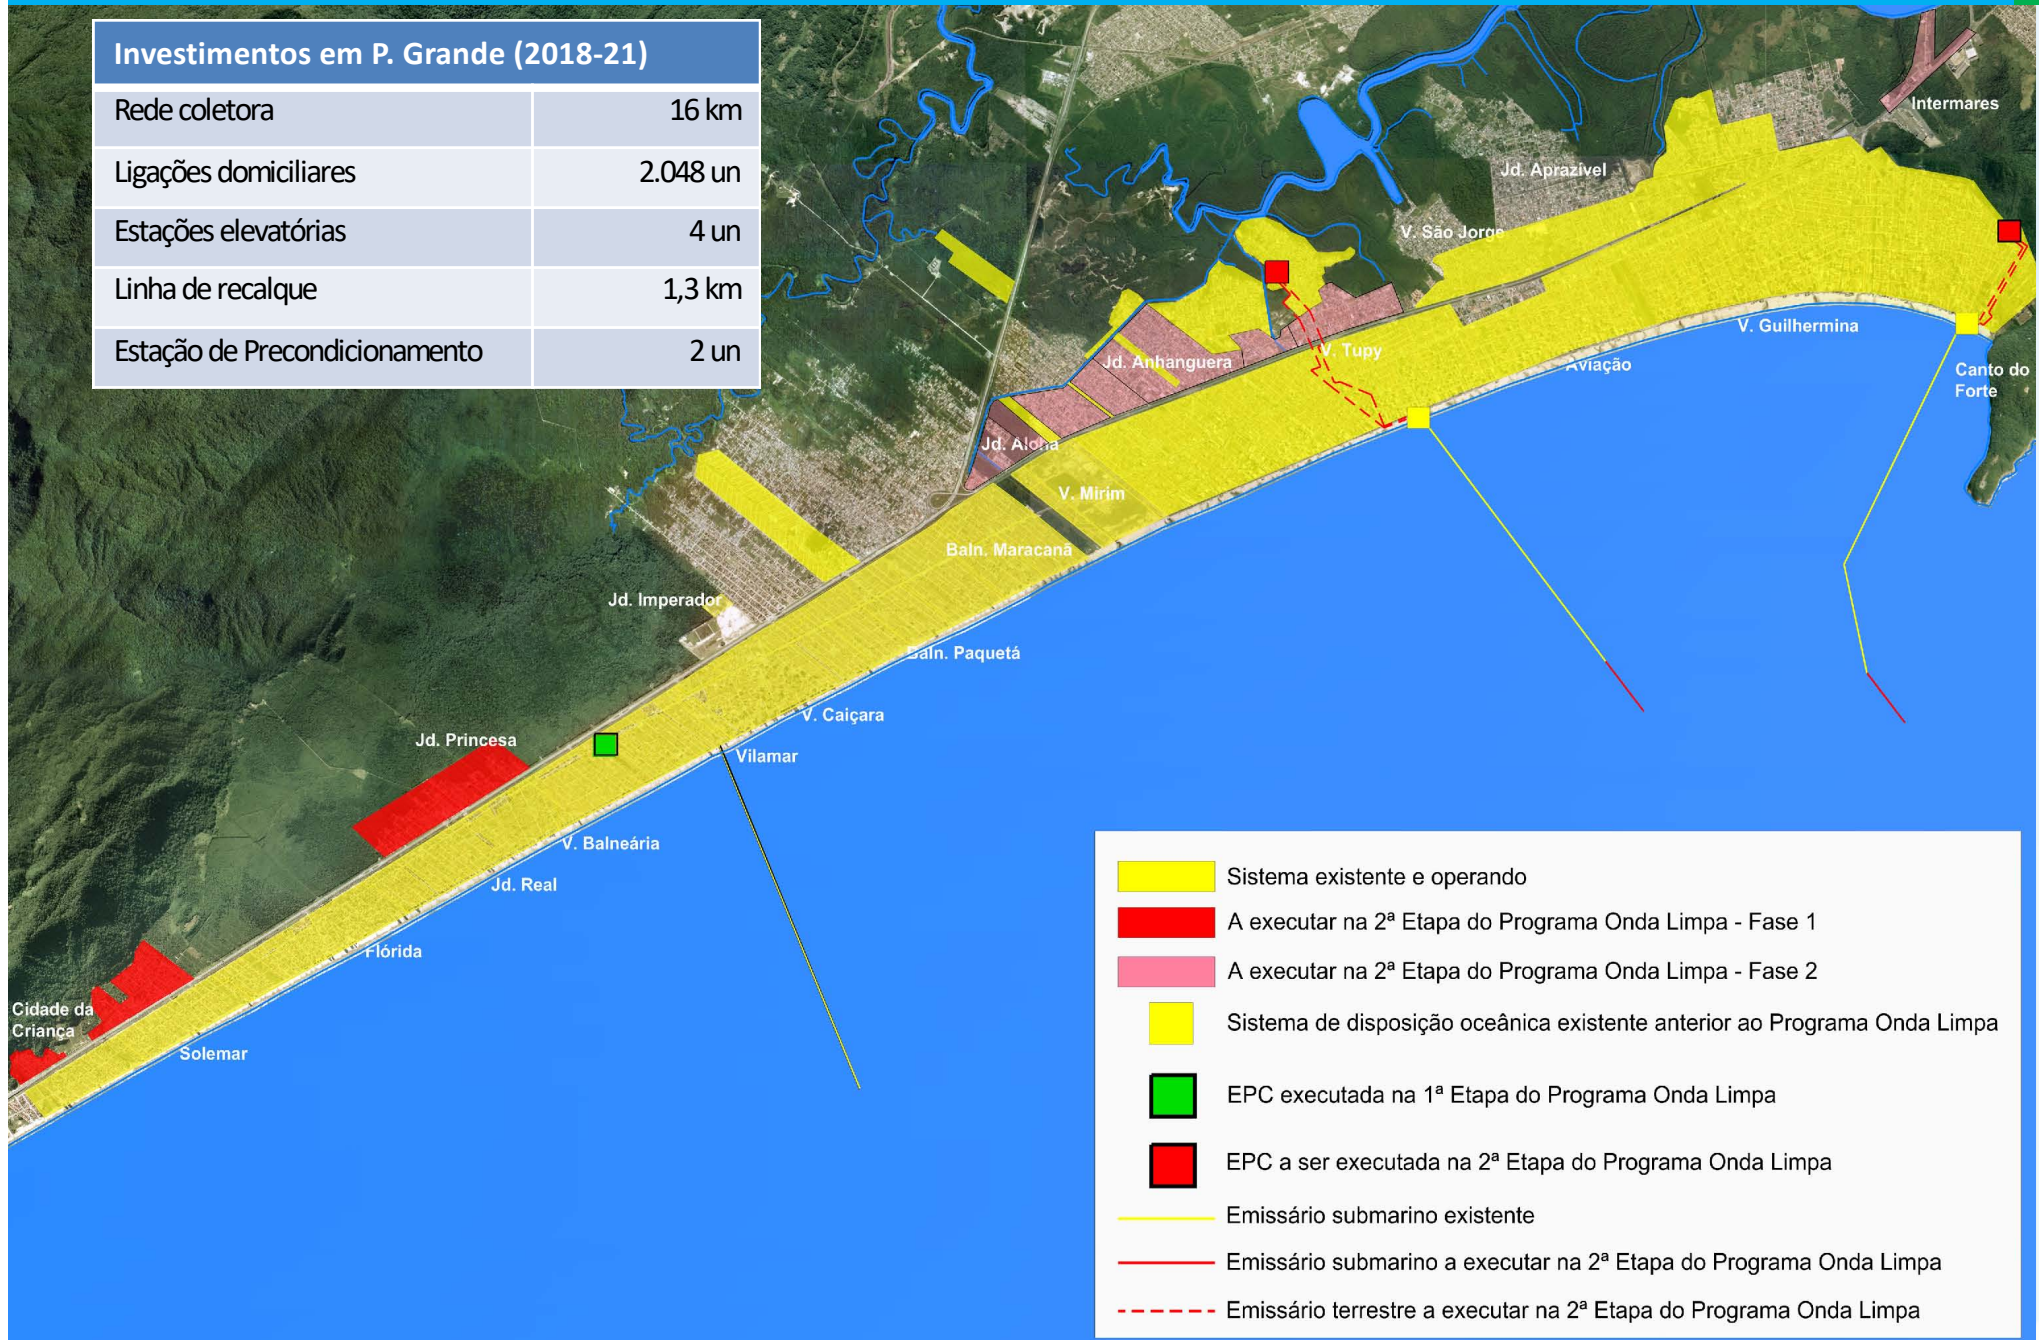 Investimentos em P. Grande (2018-21)
Rede coletora 16 km
Ligações domiciliares 2.048 un
Estações elevatórias 4 un
Linha de recalque 1,3 km
Estação de Precondicionamento 2 un
Intermares
Jd. Aprazivel
V. São Jorge
V. Guilhermina
V. Tupy
Jd. Anhanguera
Aviação
Canto do
Forte
Jd. Aloha
V. Mirim
Baln. Maracanã
Jd. Imperador
Baln. Paquetá
V. Caiçara
Jd. Princesa
Vilamar
V. Balneária
Jd. Real
Flórida
Cidade da
Criança
Solemar
Sistema existente e operando
A executar na 2ª Etapa do Programa Onda Limpa - Fase 1
A executar na 2ª Etapa do Programa Onda Limpa - Fase 2
Sistema de disposição oceânica existente anterior ao Programa Onda Limpa
EPC executada na 1ª Etapa do Programa Onda Limpa
EPC a ser executada na 2ª Etapa do Programa Onda Limpa
Emissário submarino existente
Emissário submarino a executar na 2ª Etapa do Programa Onda Limpa
Emissário terrestre a executar na 2ª Etapa do Programa Onda Limpa